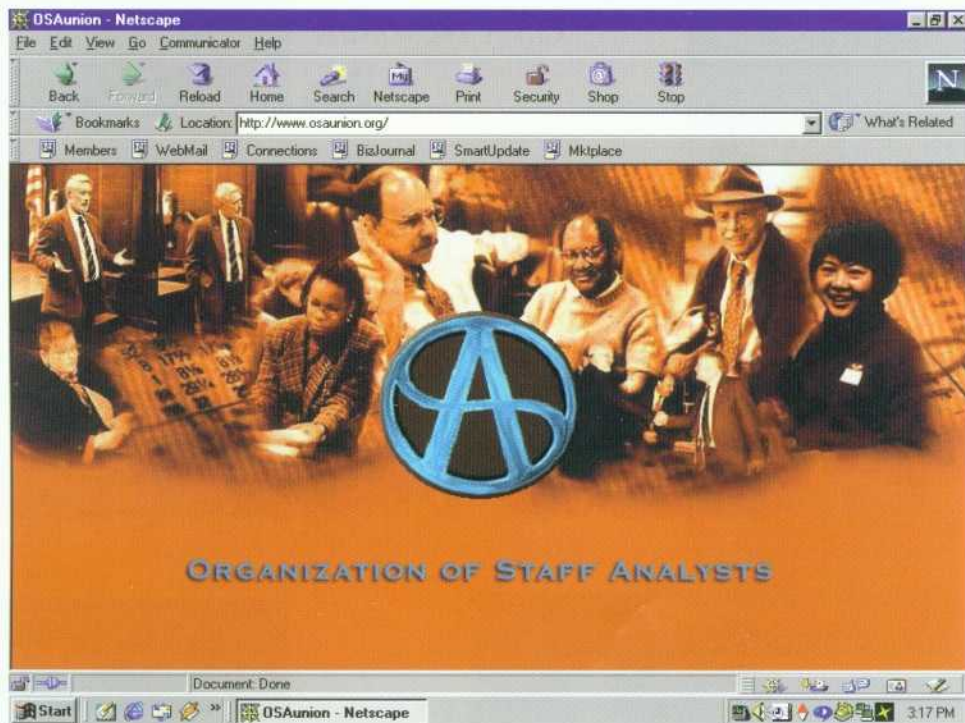 OSAunion - Netscape
File Edit View Go Communicator Help
Back Forward Reload Home Search Netscape Print Security Shop Stop
N
Bookmarks Location: http://www.osaunion.org/ What's Related
Members WebMail Connections BizJournal SmartUpdate Mktplace
ORGANIZATION OF STAFF ANALYSTS
Document: Done
Start » OSAunion - Netscape 3:17 PM